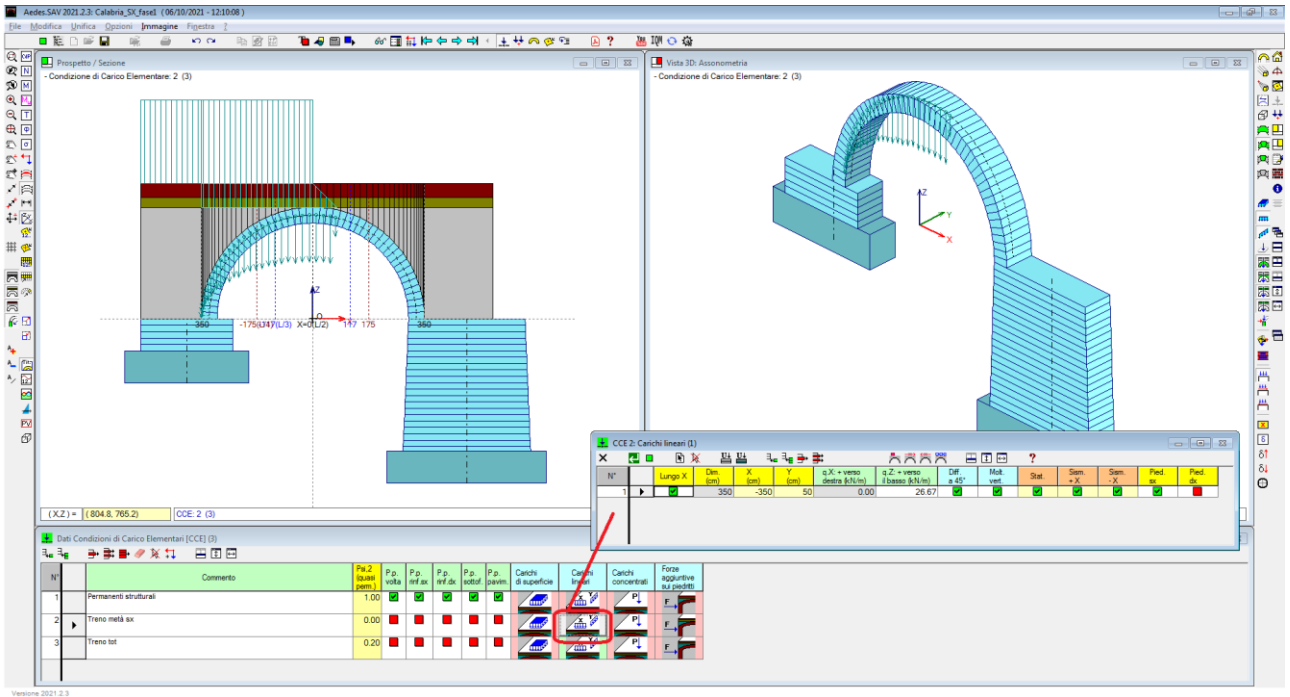 Aedes.SAV 2021.2.3: Calabria_SX_fase1 ( 06/10/2021 - 12:10:08 )
File Modifica Unifica Opzioni Immagine Finestra ?
Prospetto / Sezione
- Condizione di Carico Elementare: 2 (3)
Z
O
350 X=0(L/2) 117 175 350
(X,Z) = ( 804.8, 765.2) CCE: 2 (3)
Vista 3D: Assonometria
- Condizione di Carico Elementare: 2 (3)
Z
Y
X
CCE 2: Carichi lineari (1)
N° Lungo X Dim. (cm) X (cm) Y (cm) q.X: + verso destra (kN/m) q.Z: + verso il basso (kN/m) Diff. a 45° Molt. vert. Stat. Sism. + X Sism. - X Pied. sx Pied. dx
1 350 -350 50 0.00 26.67
Dati Condizioni di Carico Elementari [CCE] (3)
N° Commento Psi,2 (quasi perm.) P.p. volta P.p. rinf.sx P.p. rinf.dx P.p. sottof. P.p. pavim. Carichi di superficie Carichi lineari Carichi concentrati Forze aggiuntive sui piedritti
1 Permanenti strutturali 1.00
2 Treno metà sx 0.00
3 Treno tot 0.20
Versione 2021.2.3